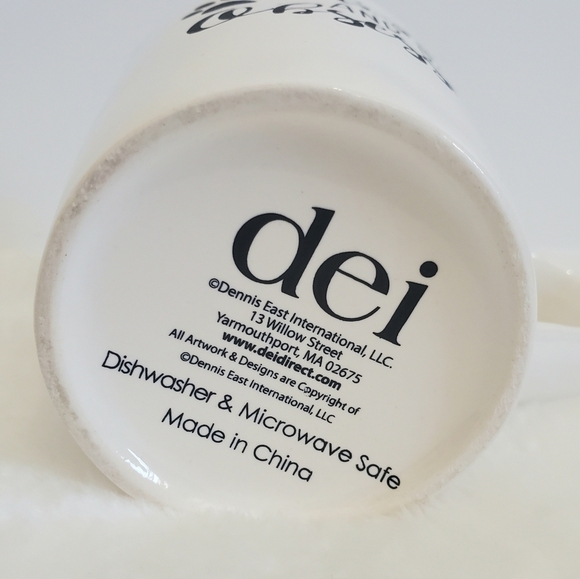 AND
dei
©Dennis East International, LLC.
13 Willow Street
Yarmouthport, MA 02675
www.deidirect.com
All Artwork & Designs are Copyright of
©Dennis East International, LLC
Dishwasher & Microwave Safe
Made in China